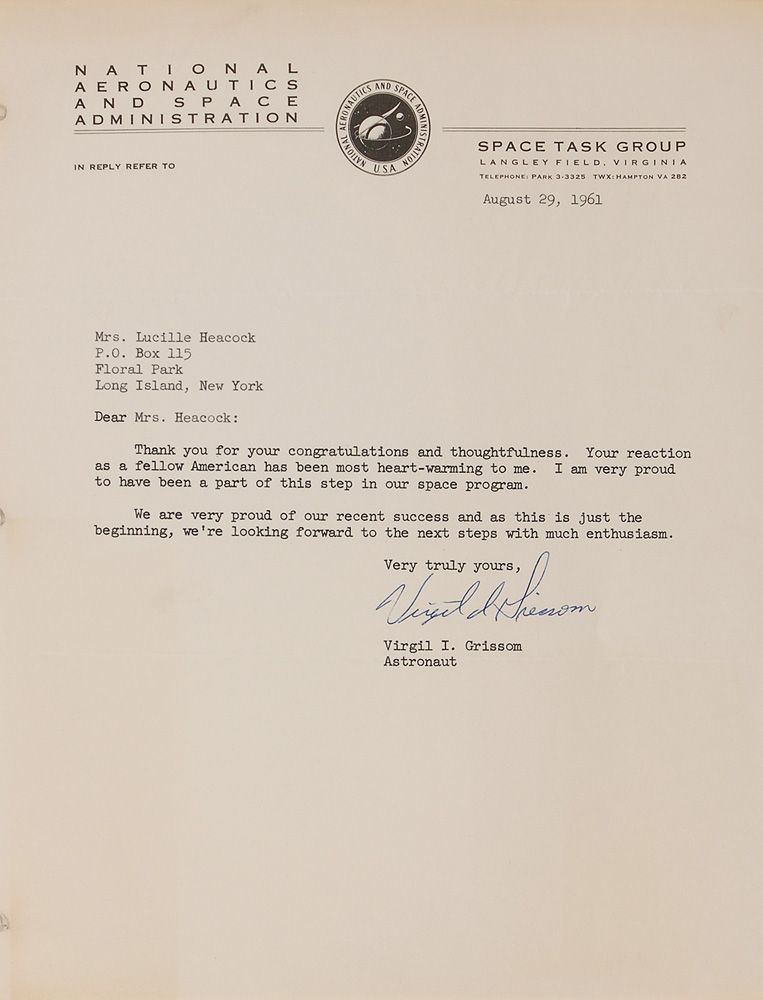 NATIONAL
AERONAUTICS
AND SPACE
ADMINISTRATION
IN REPLY REFER TO
NATIONAL AERONAUTICS AND SPACE ADMINISTRATION
USA
SPACE TASK GROUP
LANGLEY FIELD, VIRGINIA
TELEPHONE: PARK 3-3325 TWX: HAMPTON VA 282
August 29, 1961
Mrs. Lucille Heacock
P.O. Box 115
Floral Park
Long Island, New York
Dear Mrs. Heacock:
Thank you for your congratulations and thoughtfulness. Your reaction
as a fellow American has been most heart-warming to me. I am very proud
to have been a part of this step in our space program.
We are very proud of our recent success and as this is just the
beginning, we're looking forward to the next steps with much enthusiasm.
Very truly yours,
Virgil I Grissom
Virgil I. Grissom
Astronaut